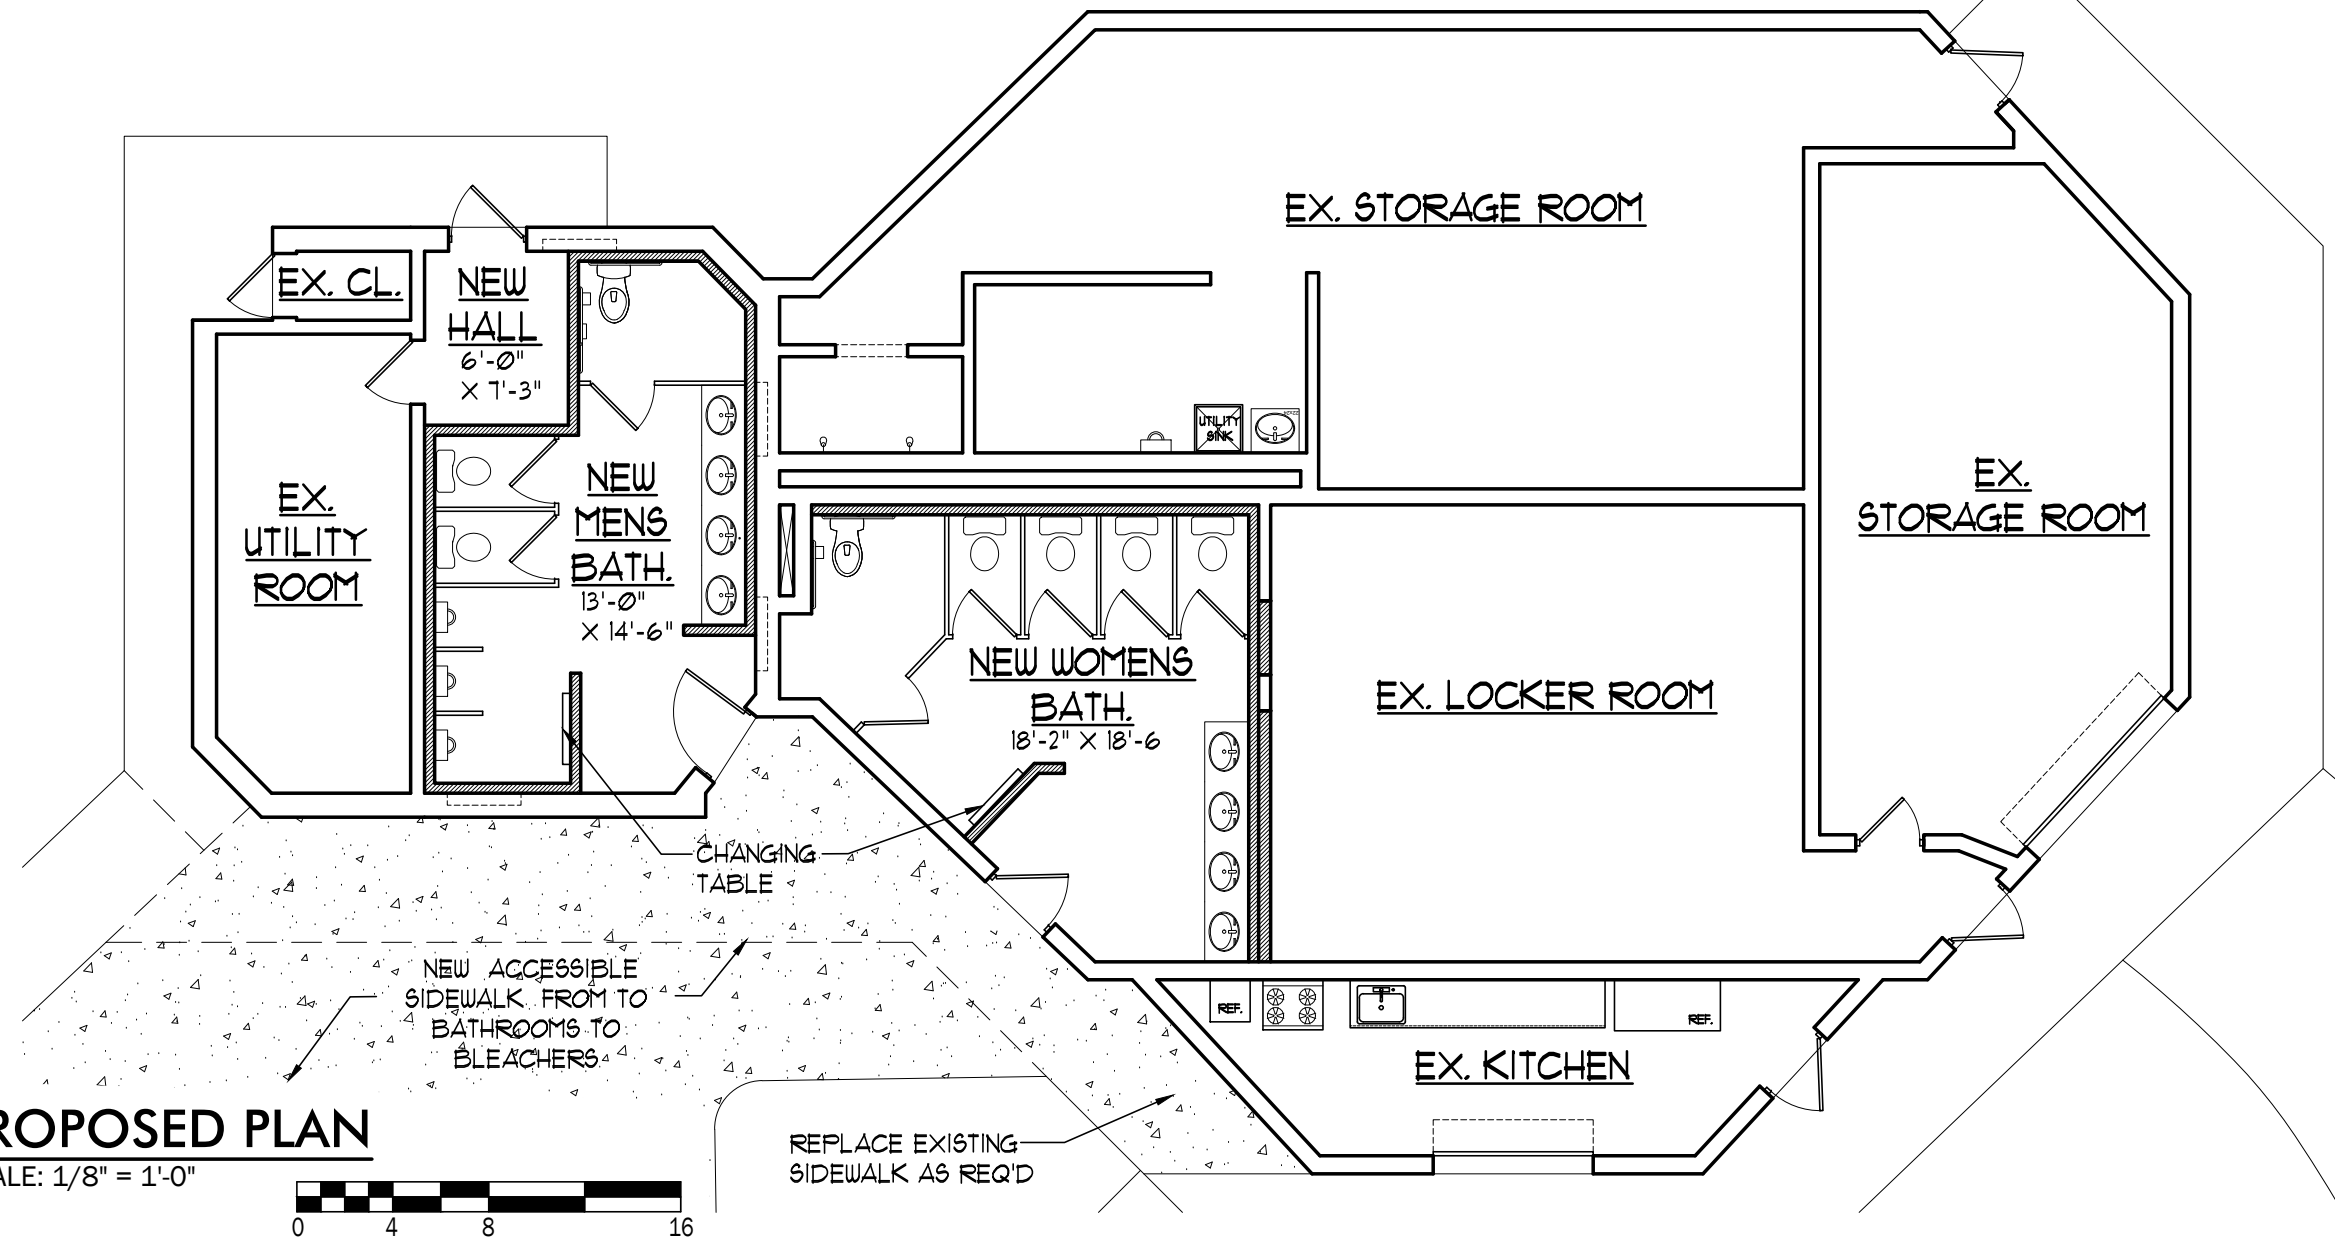 EX. STORAGE ROOM
EX. CL.
NEW
HALL
6'-0"
X 7'-3"
UTILITY
SINK
EX.
STORAGE ROOM
EX.
UTILITY
ROOM
NEW
MENS
BATH.
13'-0"
X 14'-6"
NEW WOMENS
BATH.
18'-2" X 18'-6
EX. LOCKER ROOM
CHANGING
TABLE
NEW ACCESSIBLE
SIDEWALK FROM TO
BATHROOMS TO
BLEACHERS
REF.
REF.
EX. KITCHEN
REPLACE EXISTING
SIDEWALK AS REQ'D
ROPOSED PLAN
ALE: 1/8" = 1'-0"
0 4 8 16